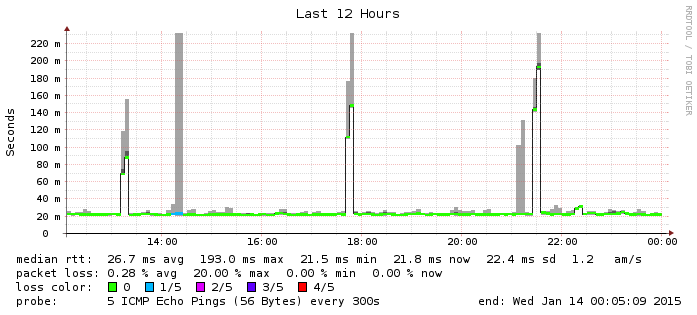 Last 12 Hours
RRDTOOL / TOBI OETIKER
Seconds
220 m
200 m
180 m
160 m
140 m
120 m
100 m
80 m
60 m
40 m
20 m
0
14:00 16:00 18:00 20:00 22:00 00:00
median rtt: 26.7 ms avg 193.0 ms max 21.5 ms min 21.8 ms now 22.4 ms sd 1.2 am/s
packet loss: 0.28 % avg 20.00 % max 0.00 % min 0.00 % now
loss color: 0 1/5 2/5 3/5 4/5
probe: 5 ICMP Echo Pings (56 Bytes) every 300s end: Wed Jan 14 00:05:09 2015